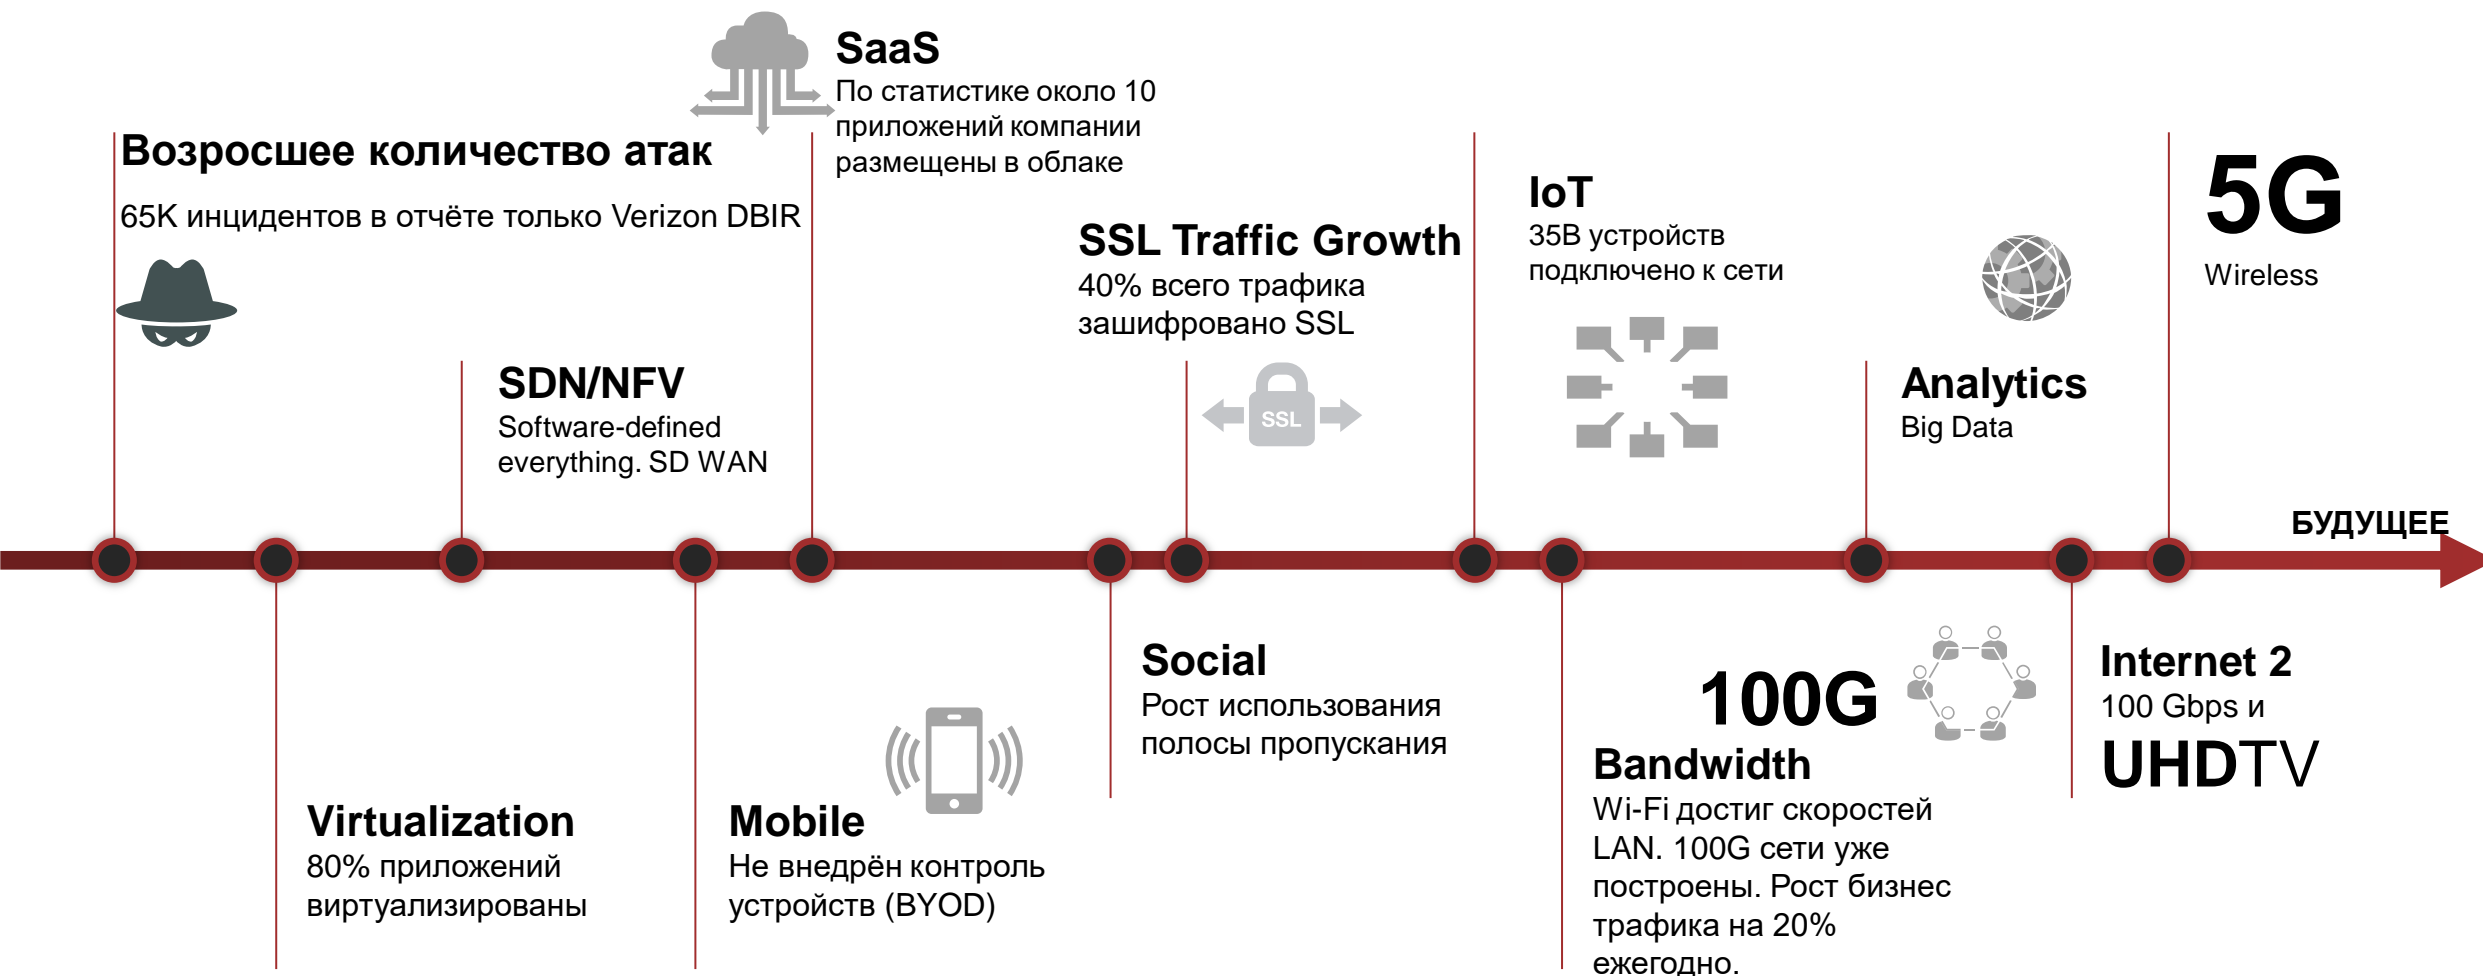 SaaS
По статистике около 10
приложений компании
размещены в облаке
Возросшее количество атак
65K инцидентов в отчёте только Verizon DBIR
SDN/NFV
Software-defined
everything. SD WAN
SSL Traffic Growth
40% всего трафика
зашифровано SSL
SSL
IoT
35B устройств
подключено к сети
Analytics
Big Data
5G
Wireless
БУДУЩЕЕ
Virtualization
80% приложений
виртуализированы
Mobile
Не внедрён контроль
устройств (BYOD)
Social
Рост использования
полосы пропускания
100G
Bandwidth
Wi-Fi достиг скоростей
LAN. 100G сети уже
построены. Рост бизнес
трафика на 20%
ежегодно.
Internet 2
100 Gbps и
UHDTV